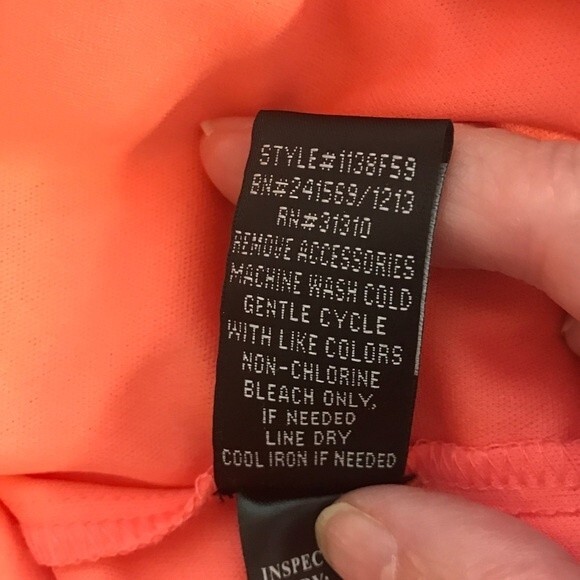 STYLE#1138F59
BN#241569/1213
RN#31310
REMOVE ACCESSORIES
MACHINE WASH COLD
GENTLE CYCLE
WITH LIKE COLORS
NON-CHLORINE
BLEACH ONLY,
IF NEEDED
LINE DRY
COOL IRON IF NEEDED
INSPEC